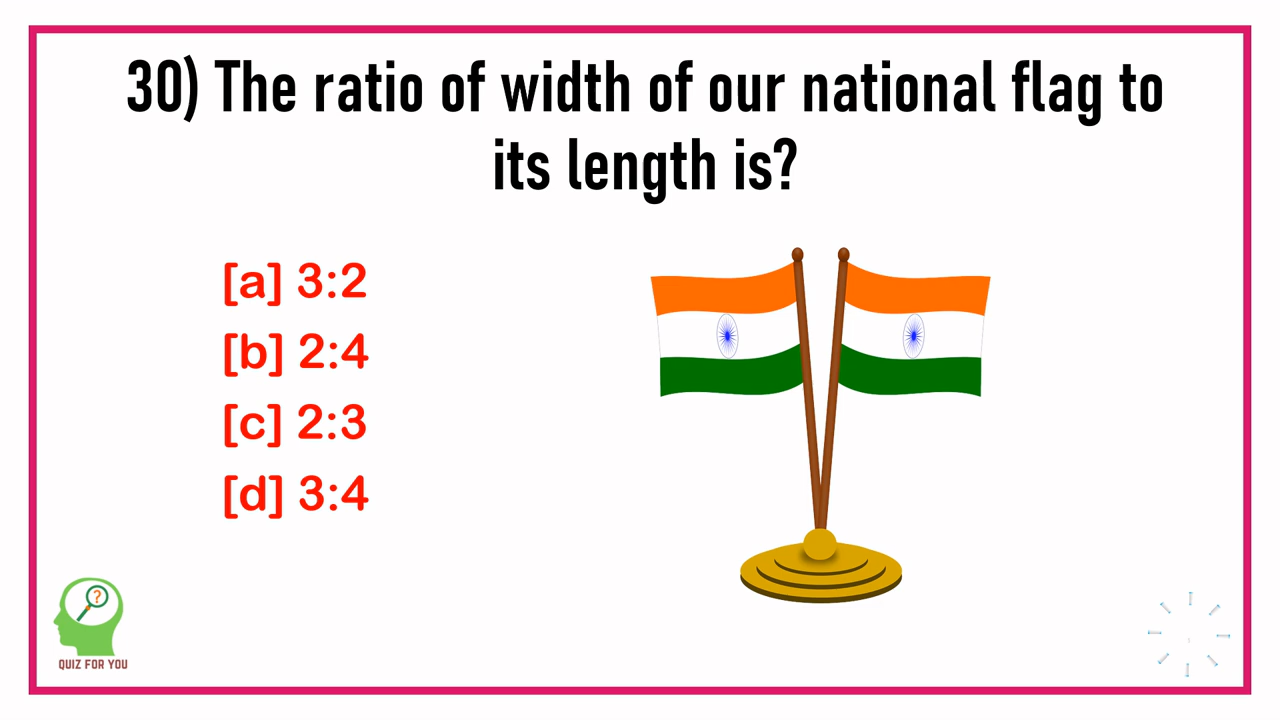 30) The ratio of width of our national flag to
its length is?
[a] 3:2
[b] 2:4
[c] 2:3
[d] 3:4
?
QUIZ FOR YOU